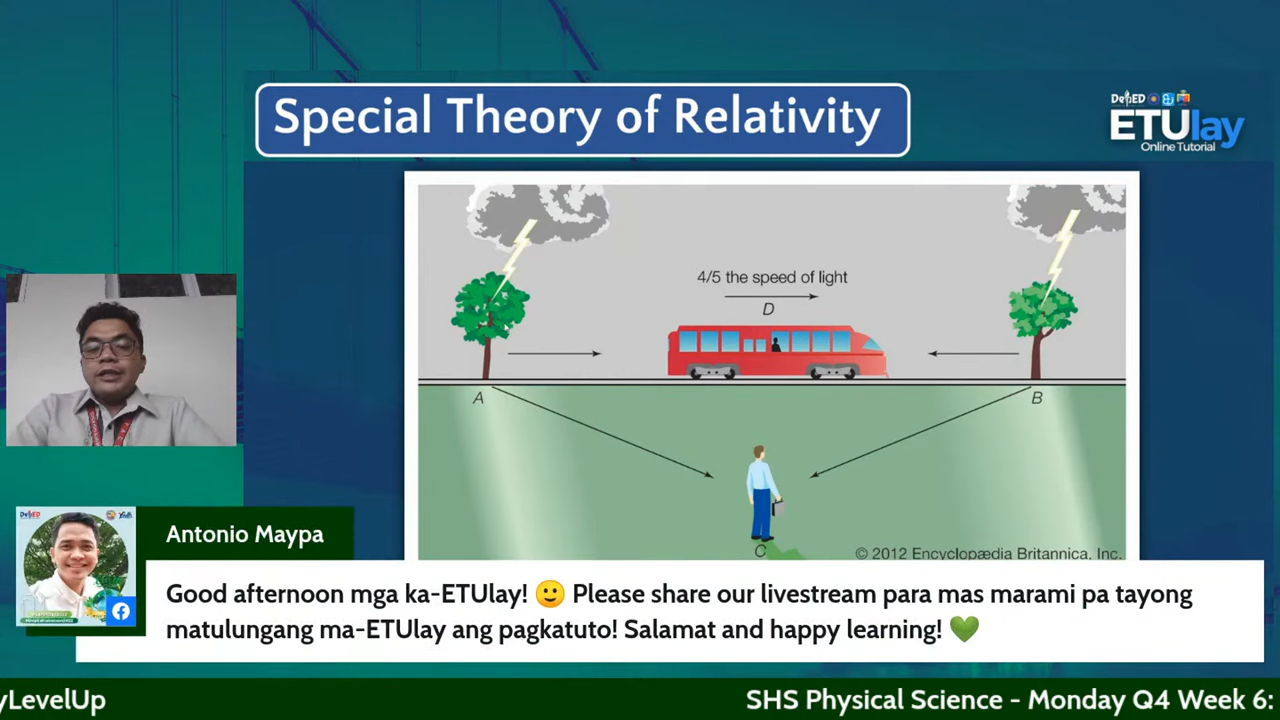 Special Theory of Relativity
DepED
ETUlay
Online Tutorial
4/5 the speed of light
D
A
B
C
© 2012 Encyclopædia Britannica, Inc.
Antonio Maypa
Good afternoon mga ka-ETUlay! 🙂 Please share our livestream para mas marami pa tayong
matulungang ma-ETUlay ang pagkatuto! Salamat and happy learning! 💚
yLevelUp
SHS Physical Science - Monday Q4 Week 6: